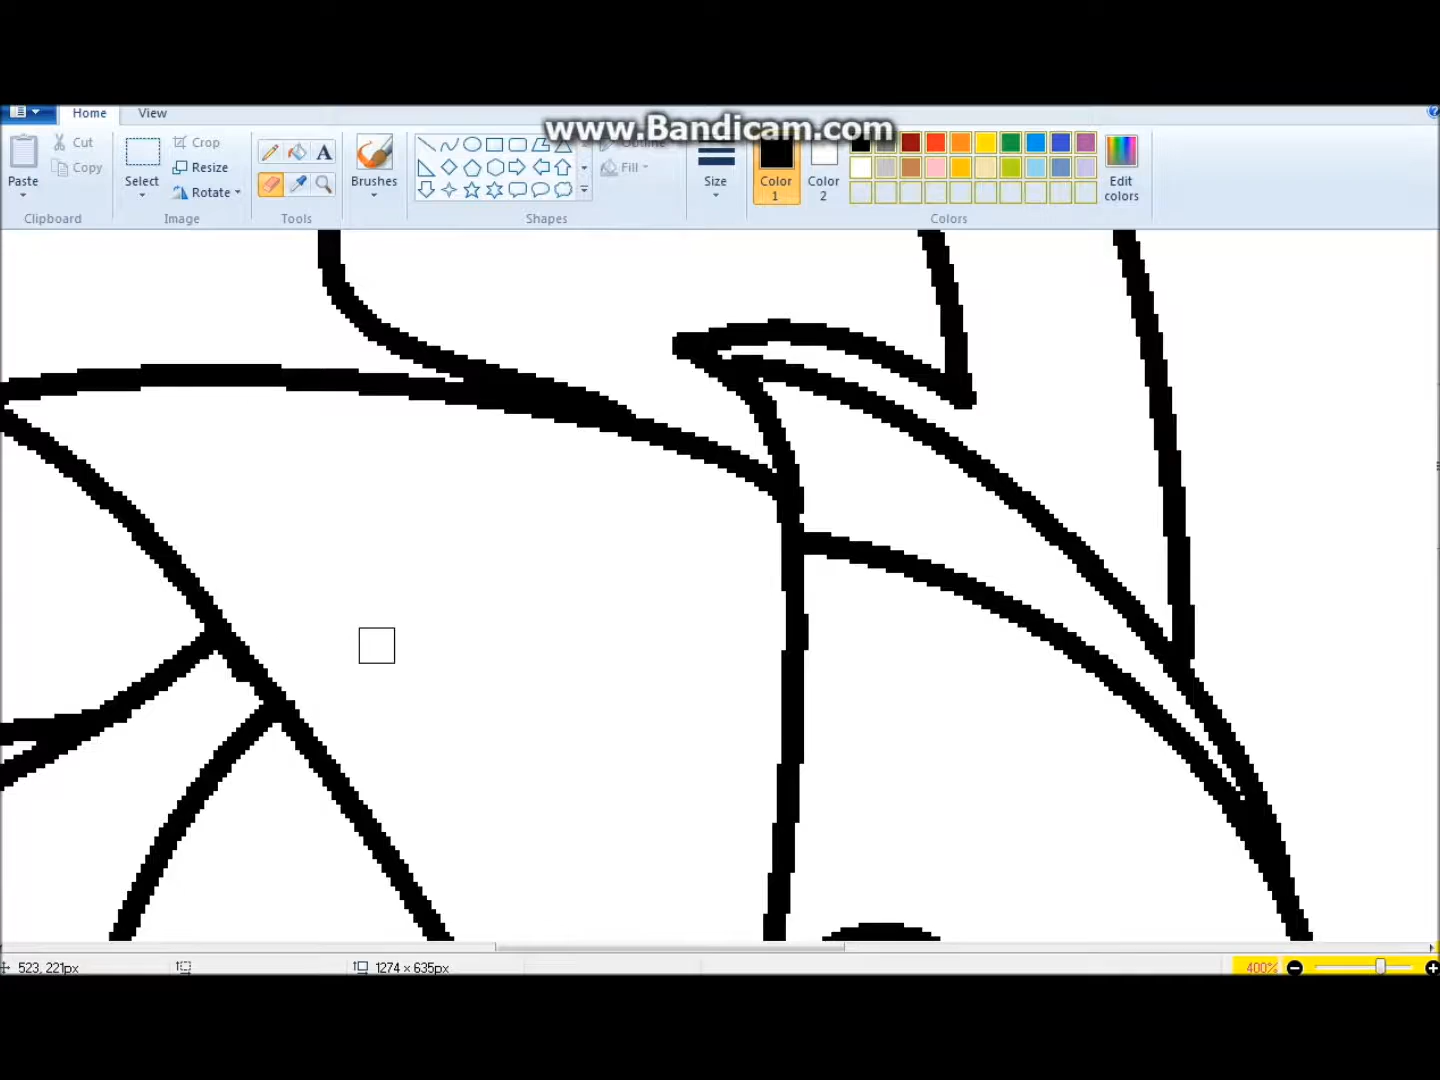 Home View
www.Bandicam.com
Paste
Cut
Copy
Clipboard
Select
Crop
Resize
Rotate
Image
A
Tools
Brushes
Outline
Fill
Shapes
Size
Color 1
Color 2
Edit colors
Colors
523, 221px
1274 × 635px
400%